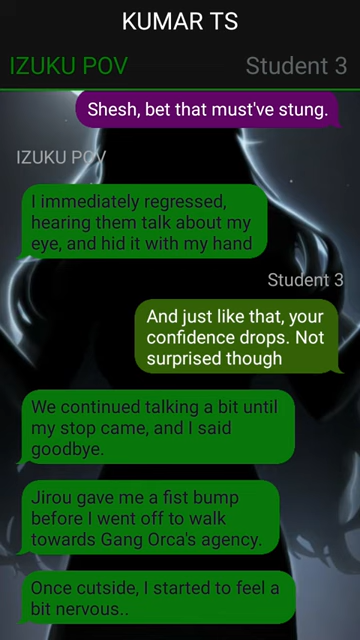 KUMAR TS
IZUKU POV
Student 3
Shesh, bet that must've stung.
IZUKU POV
I immediately regressed,
hearing them talk about my
eye, and hid it with my hand
Student 3
And just like that, your
confidence drops. Not
surprised though
We continued talking a bit until
my stop came, and I said
goodbye.
Jirou gave me a fist bump
before I went off to walk
towards Gang Orca's agency.
Once cutside, I started to feel a
bit nervous..